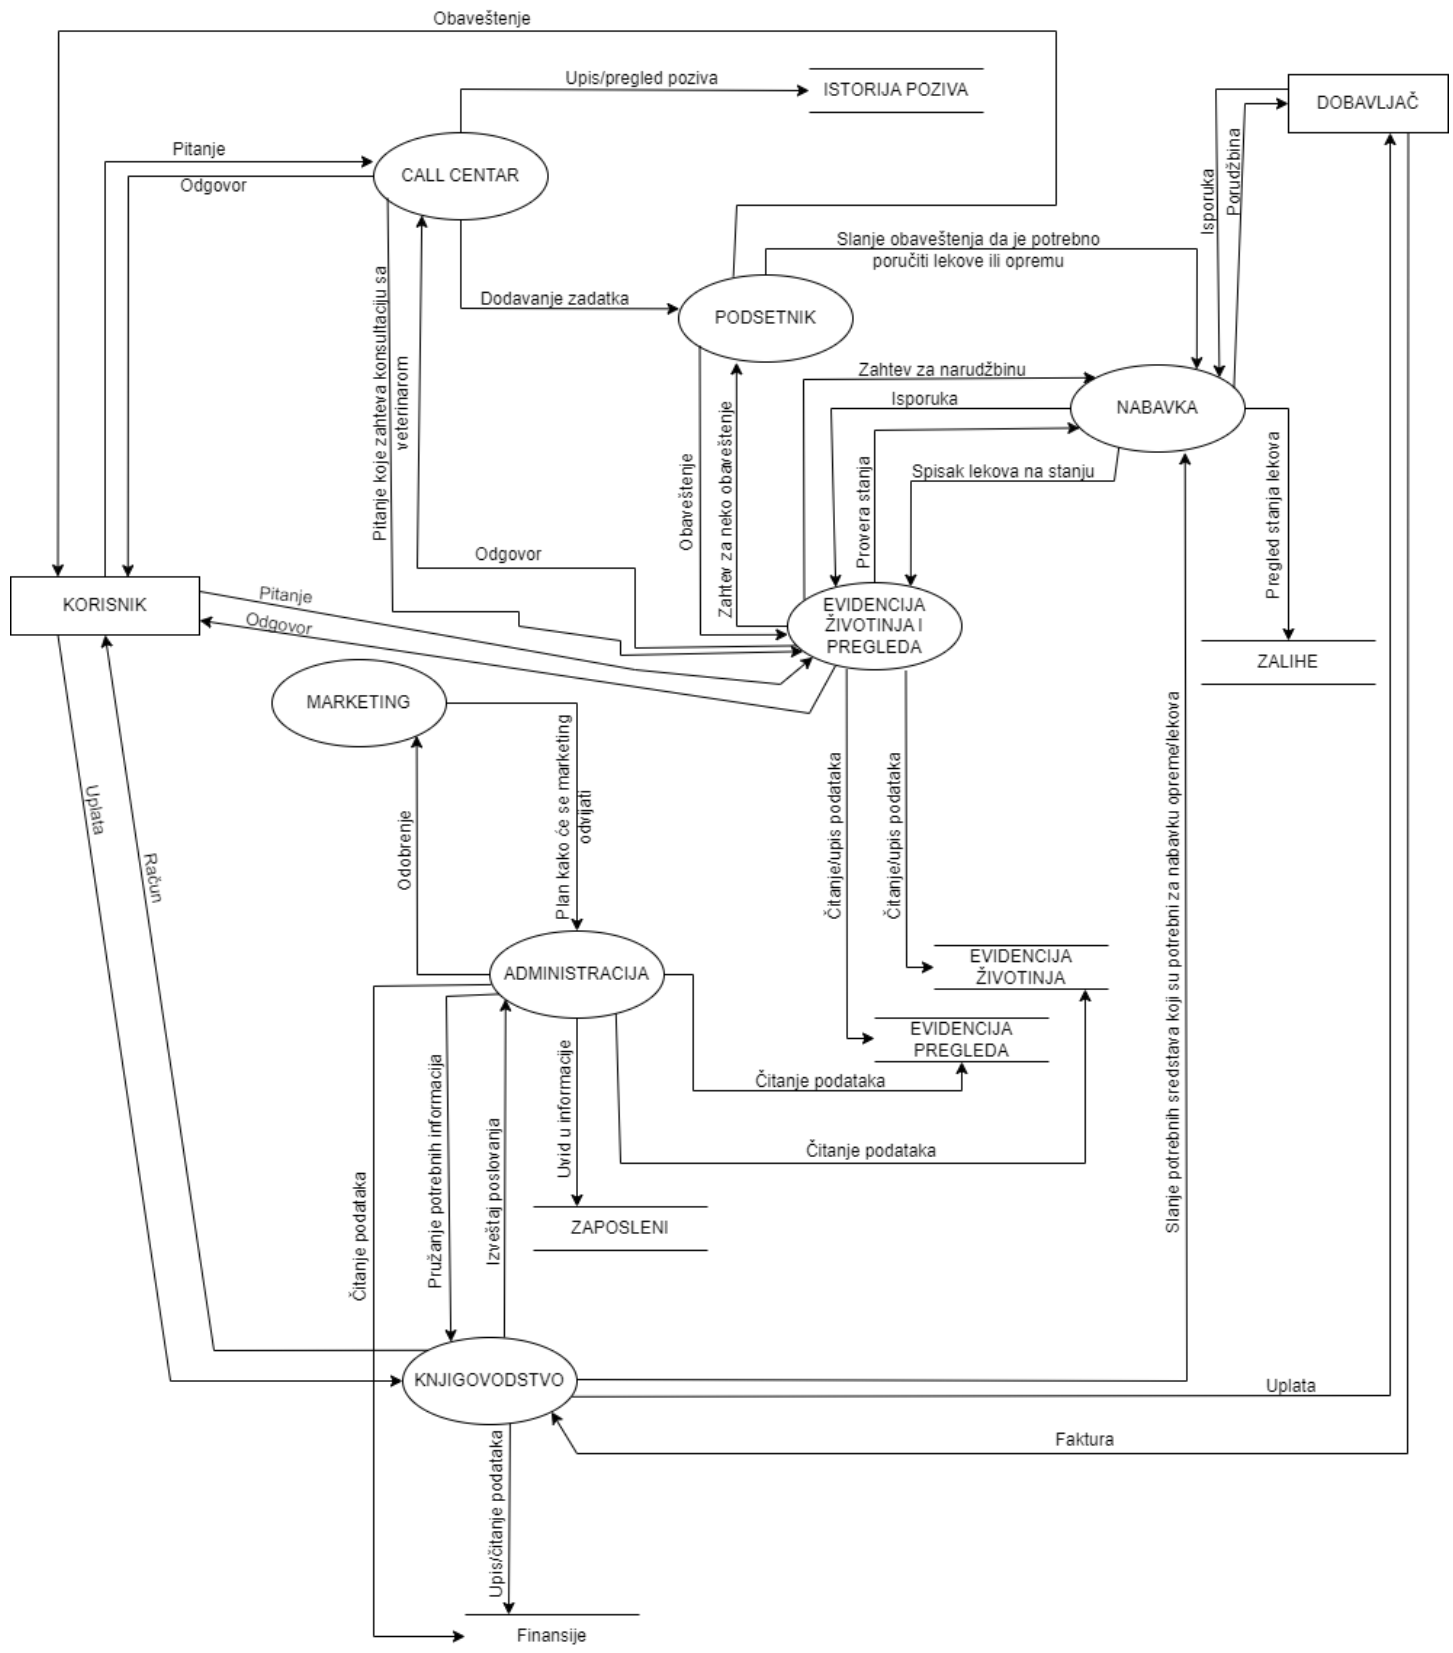 Obaveštenje
Upis/pregled poziva
ISTORIJA POZIVA
DOBAVLJAČ
Pitanje
CALL CENTAR
Odgovor
Isporuka
Porudžbina
Slanje obaveštenja da je potrebno
poručiti lekove ili opremu
Dodavanje zadatka
PODSETNIK
Pitanje koje zahteva konsultaciju sa
veterinarom
Zahtev za narudžbinu
Isporuka
NABAVKA
Obaveštenje
Zahtev za neko obaveštenje
Provera stanja
Spisak lekova na stanju
Pregled stanja lekova
Odgovor
KORISNIK
Pitanje
Odgovor
EVIDENCIJA
ŽIVOTINJA I
PREGLEDA
ZALIHE
MARKETING
Uplata
Račun
Odobrenje
Plan kako će se marketing
odvijati
Čitanje/upis podataka
Čitanje/upis podataka
Slanje potrebnih sredstava koji su potrebni za nabavku opreme/lekova
ADMINISTRACIJA
EVIDENCIJA
ŽIVOTINJA
EVIDENCIJA
PREGLEDA
Čitanje podataka
Čitanje podataka
Čitanje podataka
Pružanje potrebnih informacija
Izveštaj poslovanja
Uvid u informacije
ZAPOSLENI
KNJIGOVODSTVO
Uplata
Faktura
Upis/čitanje podataka
Finansije